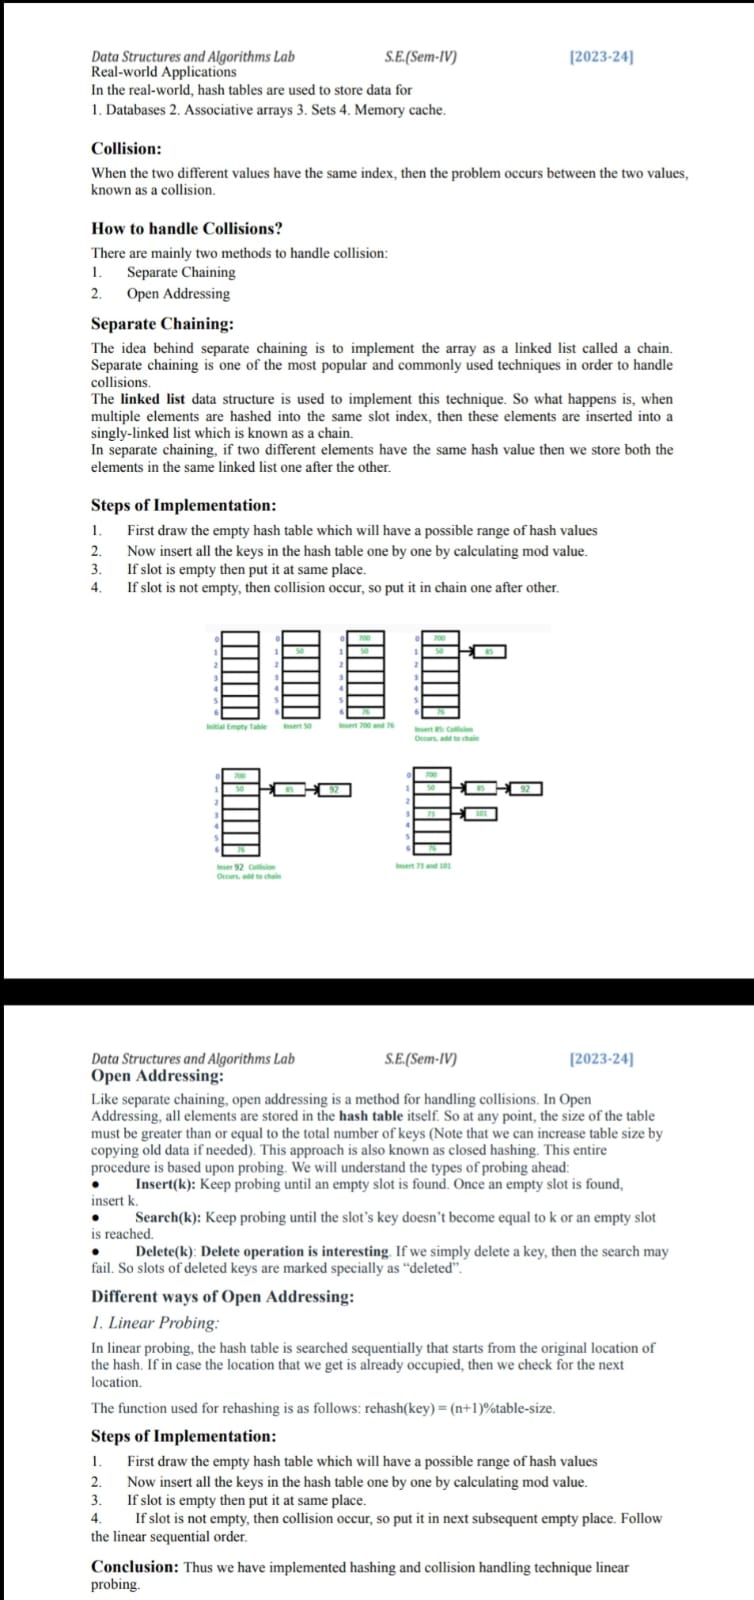 Data Structures and Algorithms Lab S.E.(Sem-IV) [2023-24]
Real-world Applications
In the real-world, hash tables are used to store data for
1. Databases 2. Associative arrays 3. Sets 4. Memory cache.
Collision:
When the two different values have the same index, then the problem occurs between the two values,
known as a collision.
How to handle Collisions?
There are mainly two methods to handle collision:
1. Separate Chaining
2. Open Addressing
Separate Chaining:
The idea behind separate chaining is to implement the array as a linked list called a chain.
Separate chaining is one of the most popular and commonly used techniques in order to handle
collisions.
The linked list data structure is used to implement this technique. So what happens is, when
multiple elements are hashed into the same slot index, then these elements are inserted into a
singly-linked list which is known as a chain.
In separate chaining, if two different elements have the same hash value then we store both the
elements in the same linked list one after the other.
Steps of Implementation:
1. First draw the empty hash table which will have a possible range of hash values
2. Now insert all the keys in the hash table one by one by calculating mod value.
3. If slot is empty then put it at same place.
4. If slot is not empty, then collision occur, so put it in chain one after other.
0 0 0 700 0 700
1 1 50 1 50 1 50 85
2 2 2 2
3 3 3 3
4 4 4 4
5 5 5 5
6 6 6 76 6 76
Initial Empty Table Insert 50 Insert 700 and 76 Insert 85: Collision
Occurs, add to chain
0 700 0 700
1 50 85 92 1 50 85 92
2 2
3 3 73 101
4 4
5 5
6 76 6 76
Inser 92 Collision Insert 73 and 101
Occurs, add to chain
Data Structures and Algorithms Lab S.E.(Sem-IV) [2023-24]
Open Addressing:
Like separate chaining, open addressing is a method for handling collisions. In Open
Addressing, all elements are stored in the hash table itself. So at any point, the size of the table
must be greater than or equal to the total number of keys (Note that we can increase table size by
copying old data if needed). This approach is also known as closed hashing. This entire
procedure is based upon probing. We will understand the types of probing ahead:
• Insert(k): Keep probing until an empty slot is found. Once an empty slot is found,
insert k.
• Search(k): Keep probing until the slot's key doesn't become equal to k or an empty slot
is reached.
• Delete(k): Delete operation is interesting. If we simply delete a key, then the search may
fail. So slots of deleted keys are marked specially as “deleted”.
Different ways of Open Addressing:
1. Linear Probing:
In linear probing, the hash table is searched sequentially that starts from the original location of
the hash. If in case the location that we get is already occupied, then we check for the next
location.
The function used for rehashing is as follows: rehash(key) = (n+1)%table-size.
Steps of Implementation:
1. First draw the empty hash table which will have a possible range of hash values
2. Now insert all the keys in the hash table one by one by calculating mod value.
3. If slot is empty then put it at same place.
4. If slot is not empty, then collision occur, so put it in next subsequent empty place. Follow
the linear sequential order.
Conclusion: Thus we have implemented hashing and collision handling technique linear
probing.